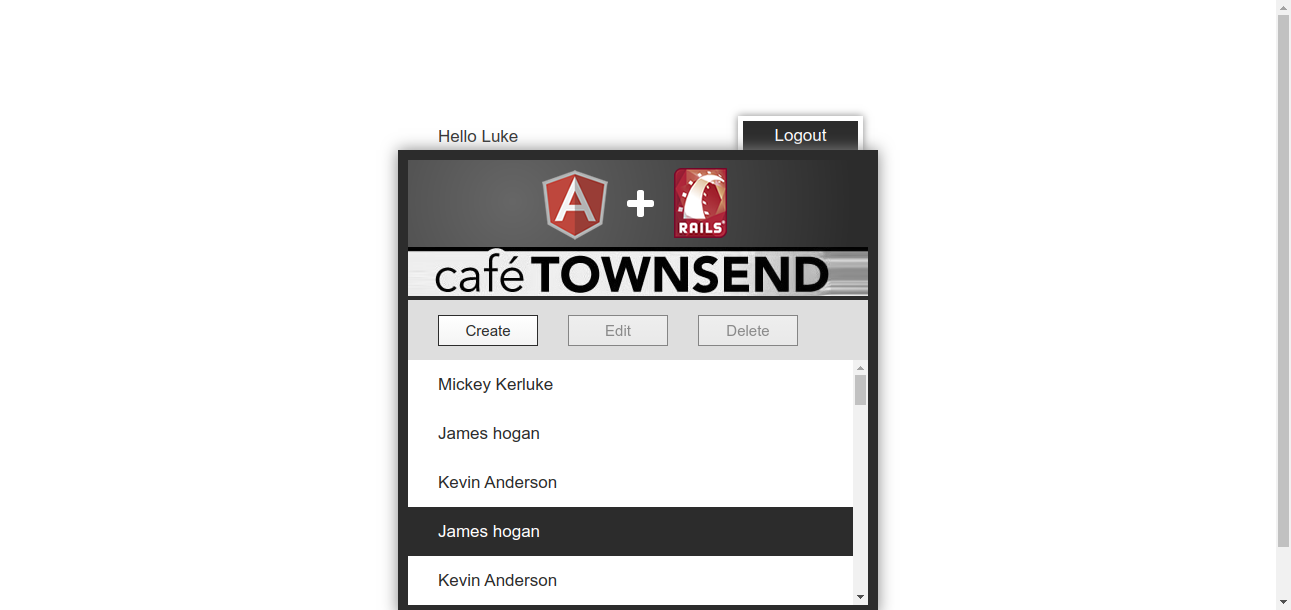 Hello Luke
Logout
A
RAILS
café TOWNSEND
Create
Edit
Delete
Mickey Kerluke
James hogan
Kevin Anderson
James hogan
Kevin Anderson